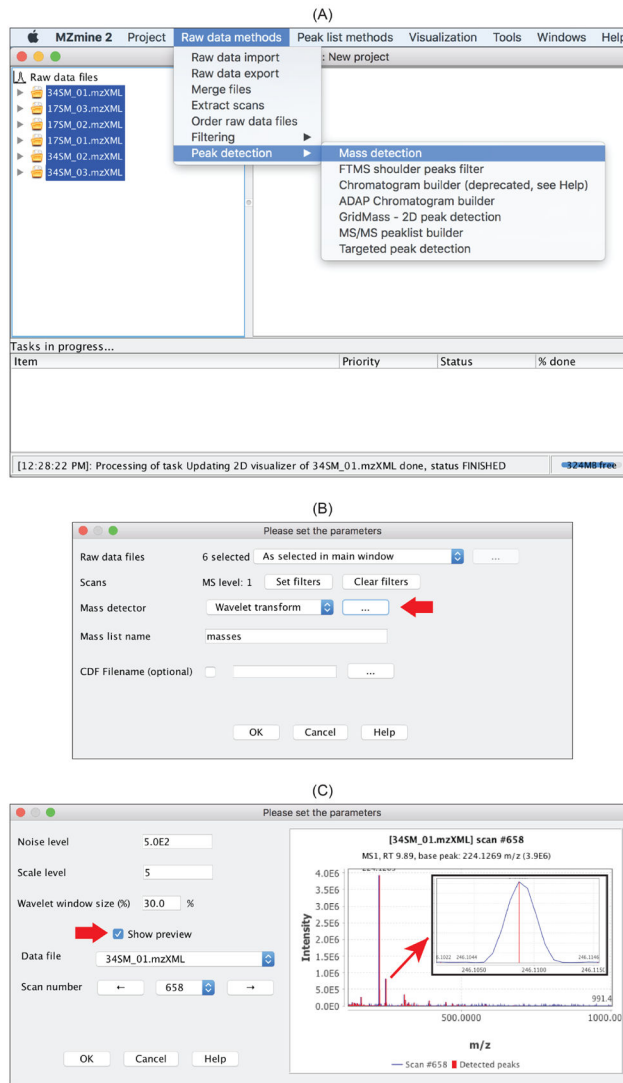 (A)
MZmine 2 Project Raw data methods Peak list methods Visualization Tools Windows Help
: New project
Raw data files
34SM_01.mzXML
17SM_03.mzXML
17SM_02.mzXML
17SM_01.mzXML
34SM_02.mzXML
34SM_03.mzXML
Raw data import
Raw data export
Merge files
Extract scans
Order raw data files
Filtering
Peak detection
Mass detection
FTMS shoulder peaks filter
Chromatogram builder (deprecated, see Help)
ADAP Chromatogram builder
GridMass - 2D peak detection
MS/MS peaklist builder
Targeted peak detection
Tasks in progress...
Item Priority Status % done
[12:28:22 PM]: Processing of task Updating 2D visualizer of 34SM_01.mzXML done, status FINISHED 324MB free
(B)
Please set the parameters
Raw data files 6 selected As selected in main window ...
Scans MS level: 1 Set filters Clear filters
Mass detector Wavelet transform ...
Mass list name masses
CDF Filename (optional) ...
OK Cancel Help
(C)
Please set the parameters
Noise level 5.0E2
Scale level 5
Wavelet window size (%) 30.0 %
Show preview
Data file 34SM_01.mzXML
Scan number ← 658 →
OK Cancel Help
[34SM_01.mzXML] scan #658
MS1, RT 9.89, base peak: 224.1269 m/z (3.9E6)
4.0E6
3.5E6
3.0E6
2.5E6
2.0E6
1.5E6
1.0E6
5.0E5
0.0E0
Intensity
246.1044
246.1146
246.1050 246.1100 246.1150
991.4
500.0000 1000.00
m/z
Scan #658 Detected peaks